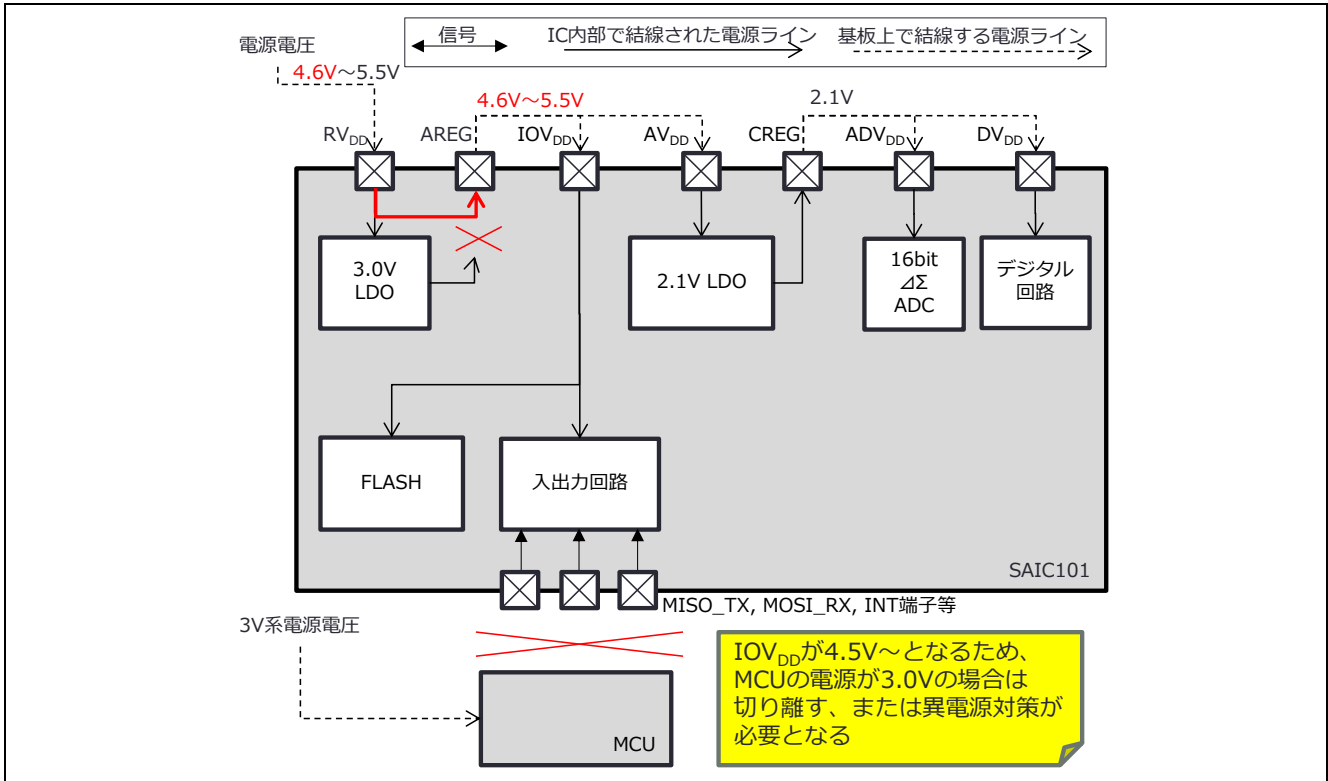 電源電圧
信号
IC内部で結線された電源ライン
基板上で結線する電源ライン
4.6V～5.5V
4.6V～5.5V
2.1V
RVDD
AREG
IOVDD
AVDD
CREG
ADVDD
DVDD
3.0V
LDO
2.1V LDO
16bit
⊿Σ
ADC
デジタル
回路
FLASH
入出力回路
SAIC101
MISO_TX, MOSI_RX, INT端子等
3V系電源電圧
MCU
IOVDDが4.5V～となるため、
MCUの電源が3.0Vの場合は
切り離す、または異電源対策が
必要となる